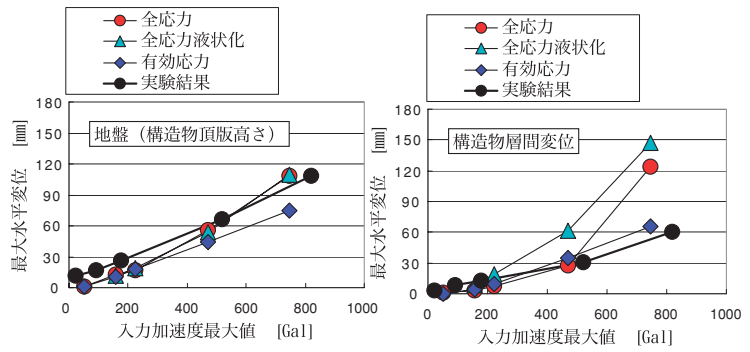 全応力
全応力液状化
有効応力
実験結果
地盤（構造物頂版高さ）
最大水平変位 [mm]
180
150
120
90
60
30
0
0 200 400 600 800 1000
入力加速度最大値 [Gal]
全応力
全応力液状化
有効応力
実験結果
構造物層間変位
最大水平変位 [mm]
180
150
120
90
60
30
0
0 200 400 600 800 1000
入力加速度最大値 [Gal]